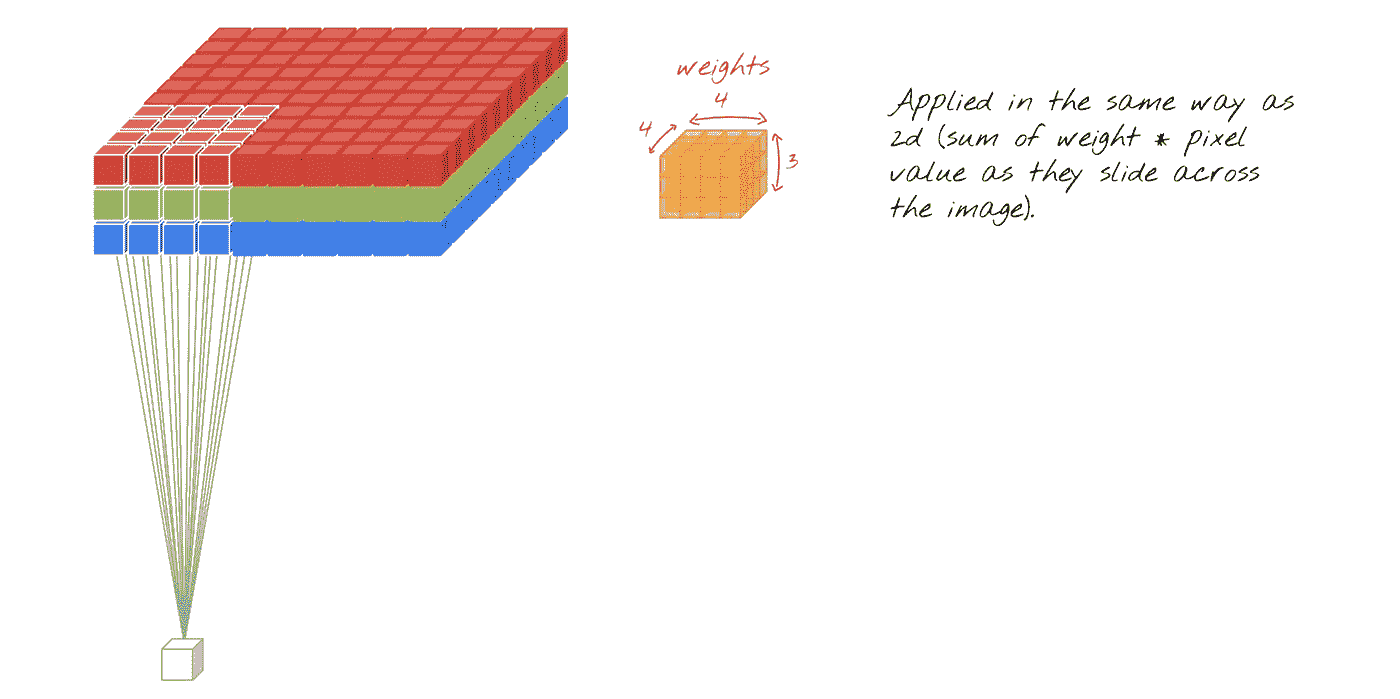 weights
4
4
3
Applied in the same way as
2d (sum of weight * pixel
value as they slide across
the image).